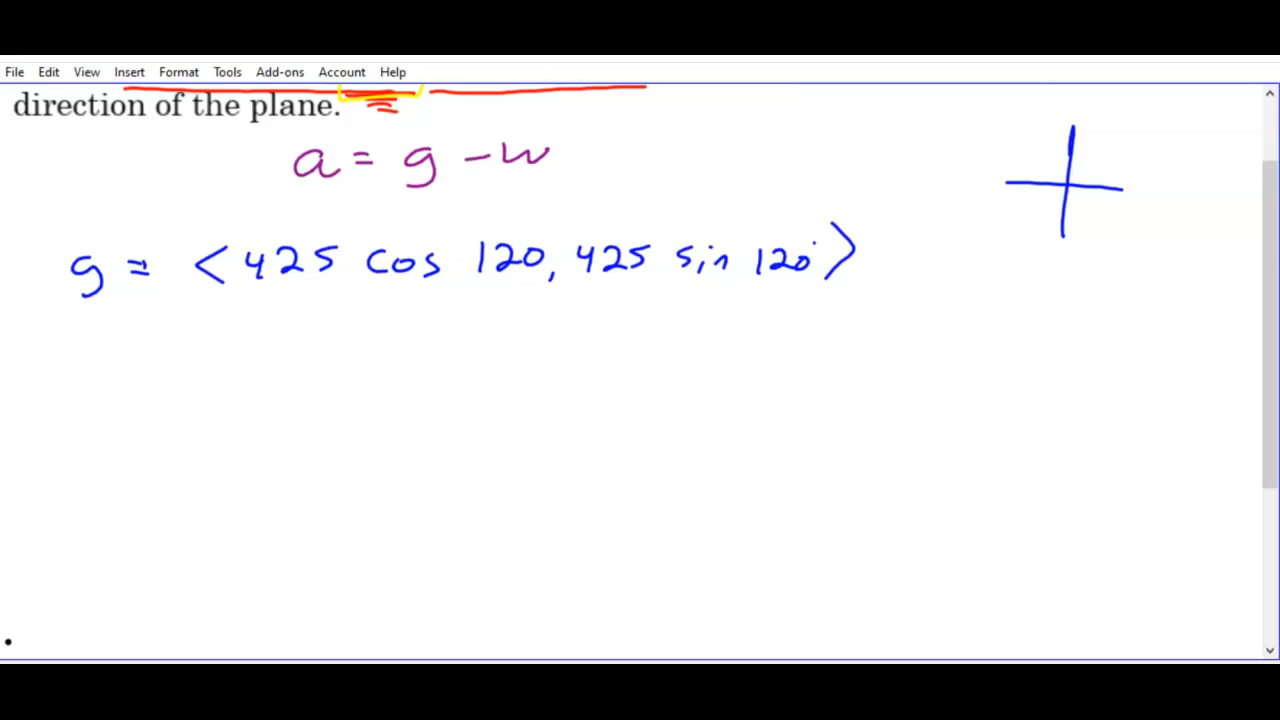 File Edit View Insert Format Tools Add-ons Account Help
direction of the plane.
a = g - w
g = < 425 cos 120, 425 sin 120° >